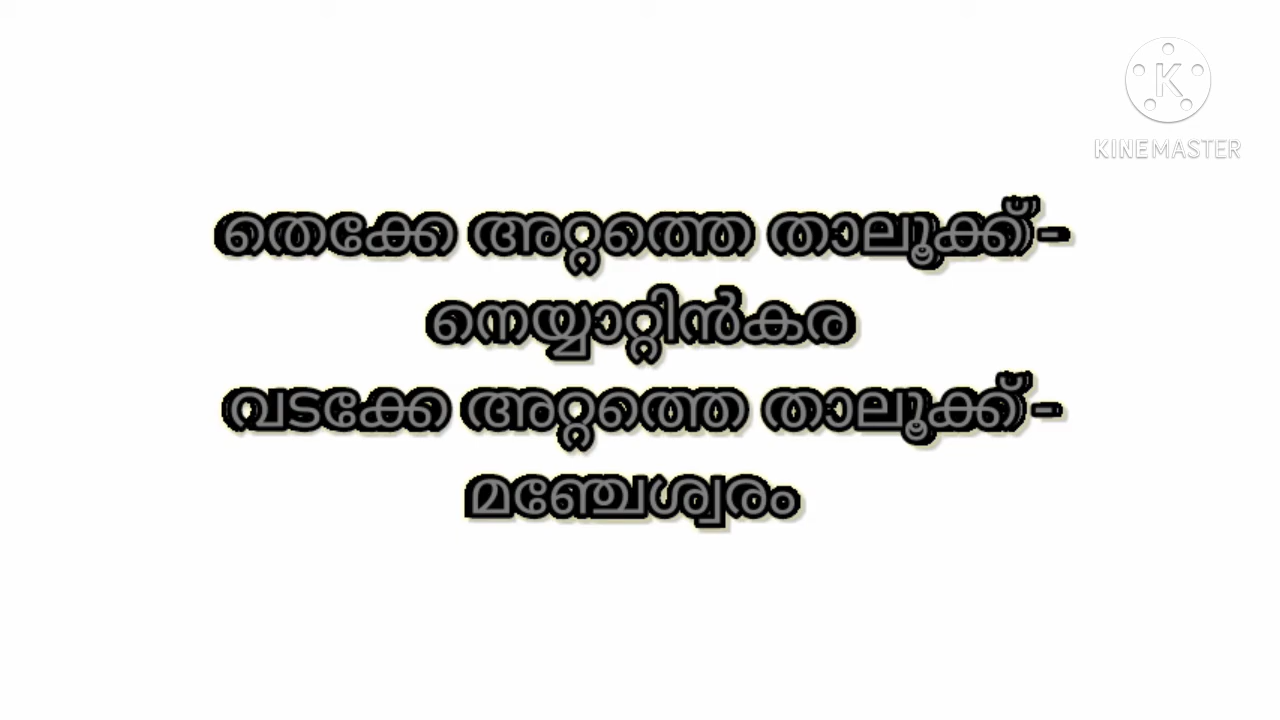 KINEMASTER
തെക്കേ അറ്റത്തെ താലൂക്ക് -
നെയ്യാറ്റിൻകര
വടക്കേ അറ്റത്തെ താലൂക്ക് -
മഞ്ചേശ്വരം